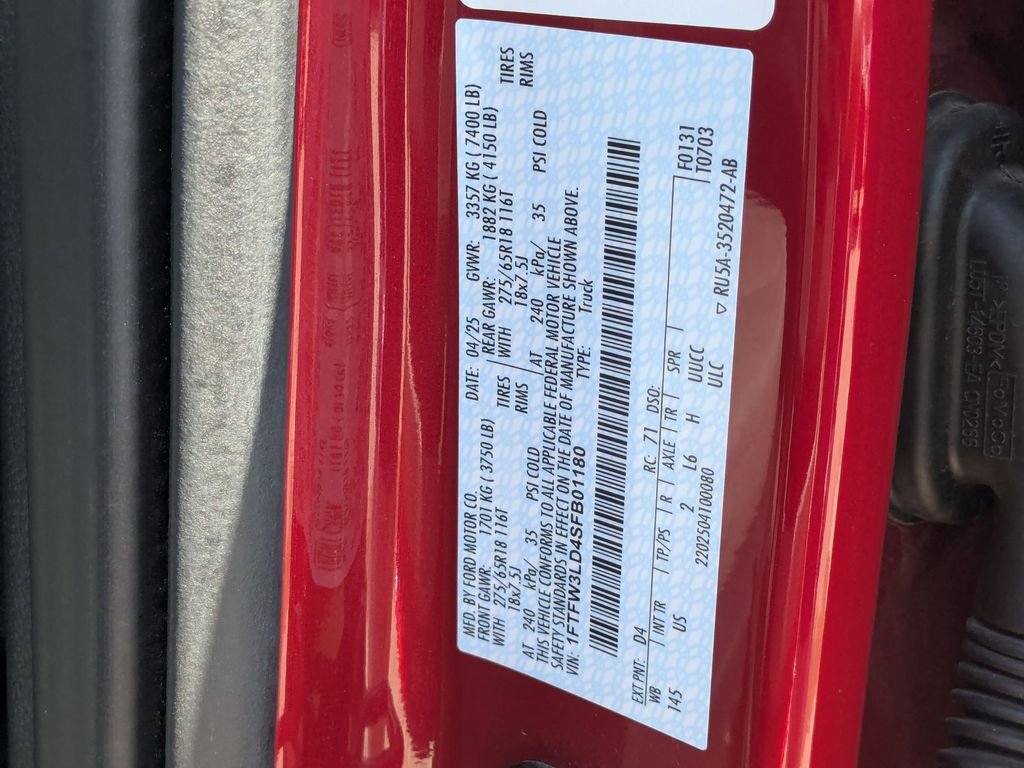 MFD. BY FORD MOTOR CO.
DATE: 04/25 GVWR: 3357 KG ( 7400 LB)
FRONT GAWR: 1701 KG ( 3750 LB) REAR GAWR: 1882 KG ( 4150 LB)
WITH 275/65R18 116T TIRES WITH 275/65R18 116T TIRES
18x7.5J RIMS 18x7.5J RIMS
AT 240 kPa/ 35 PSI COLD AT 240 kPa/ 35 PSI COLD
THIS VEHICLE CONFORMS TO ALL APPLICABLE FEDERAL MOTOR VEHICLE
SAFETY STANDARDS IN EFFECT ON THE DATE OF MANUFACTURE SHOWN ABOVE.
VIN: 1FTFW3LD4SFB01180 TYPE: Truck
EXT PNT: D4 RC: 71 DSO: F0131
WB | INT TR | TP/PS | R | AXLE | TR | SPR | T0703
145 US 2 L6 H UUCC
220250410080 ULC
▽ RU5A-3520472-AB